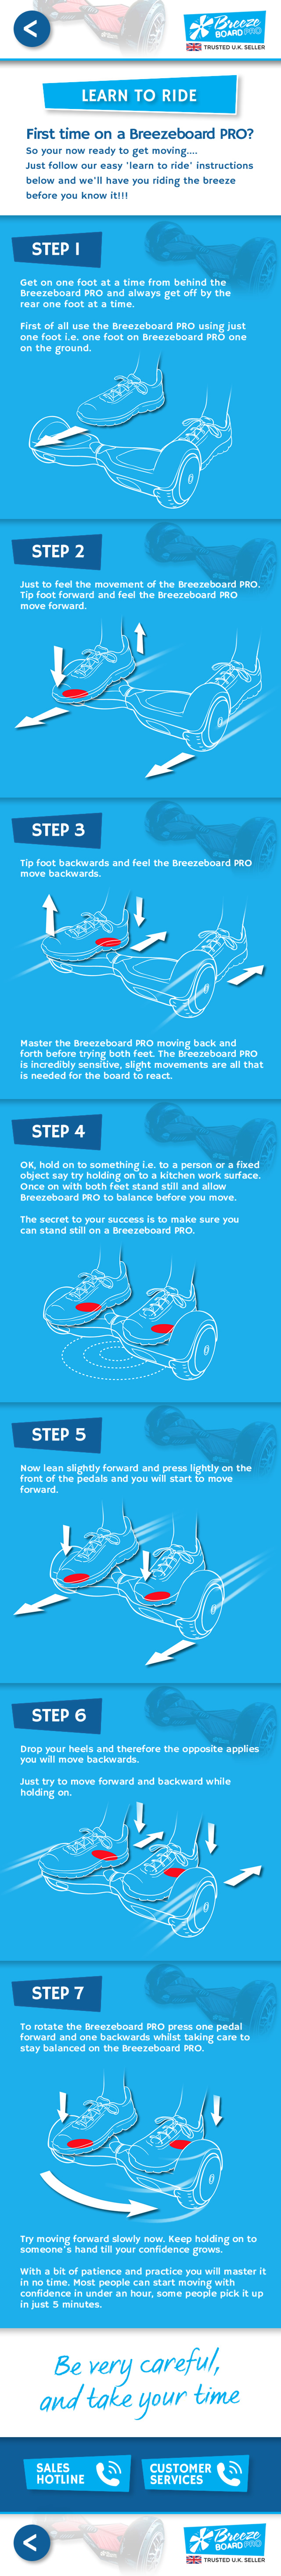 <
Breeze
BOARD PRO
TRUSTED U.K. SELLER
LEARN TO RIDE
First time on a Breezeboard PRO?
So your now ready to get moving....
Just follow our easy 'learn to ride' instructions
below and we'll have you riding the breeze
before you know it!!!
STEP 1
Get on one foot at a time from behind the
Breezeboard PRO and always get off by the
rear one foot at a time.
First of all use the Breezeboard PRO using just
one foot i.e. one foot on Breezeboard PRO one
on the ground.
STEP 2
Just to feel the movement of the Breezeboard PRO.
Tip foot forward and feel the Breezeboard PRO
move forward.
STEP 3
Tip foot backwards and feel the Breezeboard PRO
move backwards.
Master the Breezeboard PRO moving back and
forth before trying both feet. The Breezeboard PRO
is incredibly sensitive, slight movements are all that
is needed for the board to react.
STEP 4
OK, hold on to something i.e. to a person or a fixed
object say try holding on to a kitchen work surface.
Once on with both feet stand still and allow
Breezeboard PRO to balance before you move.
The secret to your success is to make sure you
can stand still on a Breezeboard PRO.
STEP 5
Now lean slightly forward and press lightly on the
front of the pedals and you will start to move
forward.
STEP 6
Drop your heels and therefore the opposite applies
you will move backwards.
Just try to move forward and backward while
holding on.
STEP 7
To rotate the Breezeboard PRO press one pedal
forward and one backwards whilst taking care to
stay balanced on the Breezeboard PRO.
Try moving forward slowly now. Keep holding on to
someone's hand till your confidence grows.
With a bit of patience and practice you will master it
in no time. Most people can start moving with
confidence in under an hour, some people pick it up
in just 5 minutes.
Be very careful,
and take your time
SALES
HOTLINE
CUSTOMER
SERVICES
<
Breeze
BOARD PRO
TRUSTED U.K. SELLER